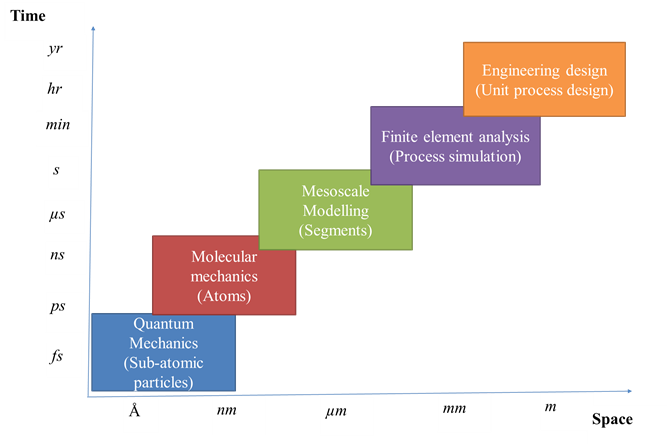 Time
yr
hr
min
s
µs
ns
ps
fs
Engineering design
(Unit process design)
Finite element analysis
(Process simulation)
Mesoscale
Modelling
(Segments)
Molecular
mechanics
(Atoms)
Quantum
Mechanics
(Sub-atomic
particles)
Å
nm
µm
mm
m
Space